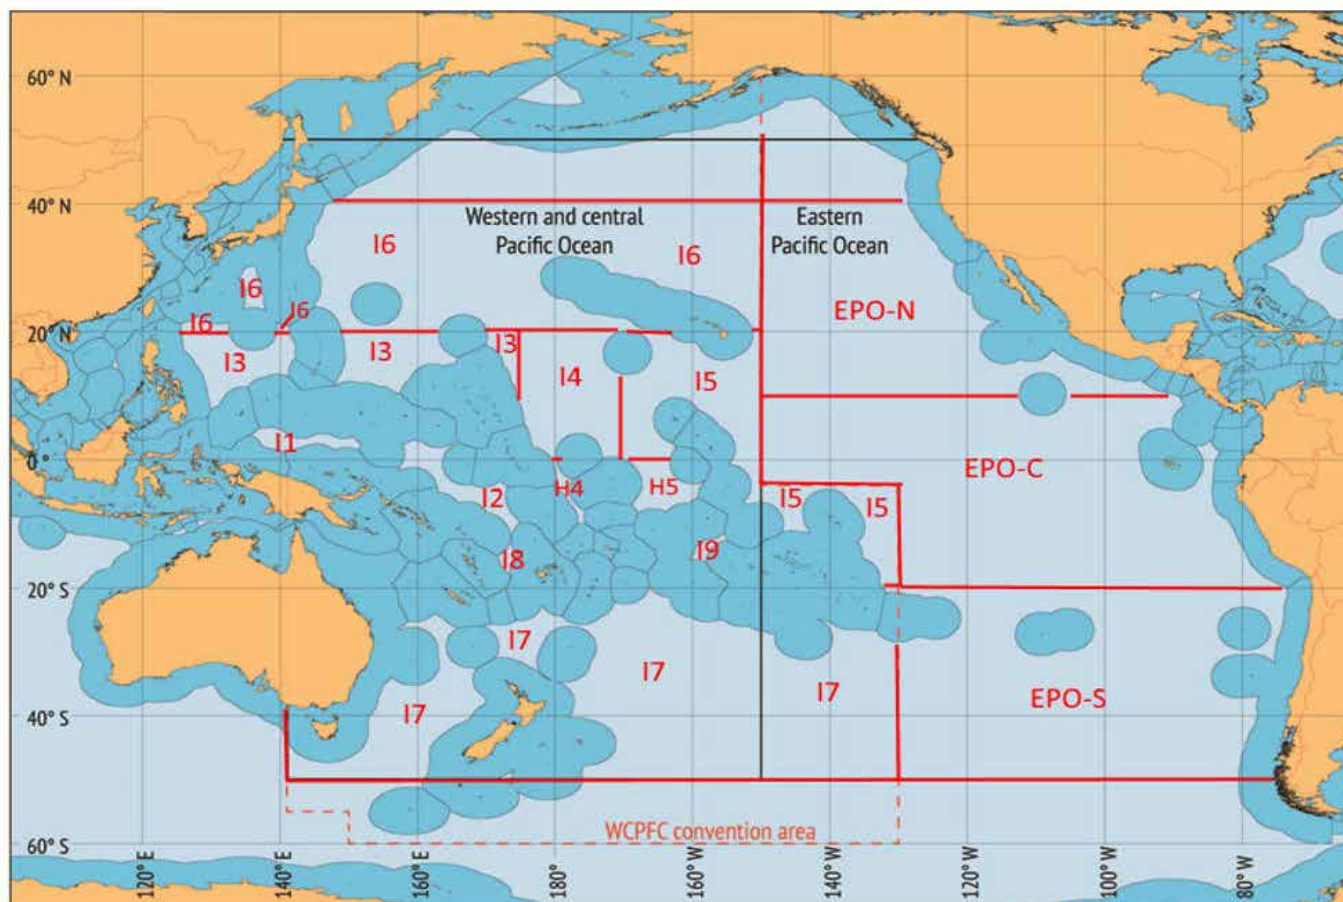 60° N
40° N
Western and central
Pacific Ocean
Eastern
Pacific Ocean
I6
I6
I6
I6
I6
EPO-N
20° N
I3
I3
I3
I4
I5
I1
0°
EPO-C
I2
H4
H5
I5
I5
I8
I9
20° S
I7
I7
I7
I7
EPO-S
40° S
WCPFC convention area
60° S
120° E
140° E
160° E
180°
160° W
140° W
120° W
100° W
80° W